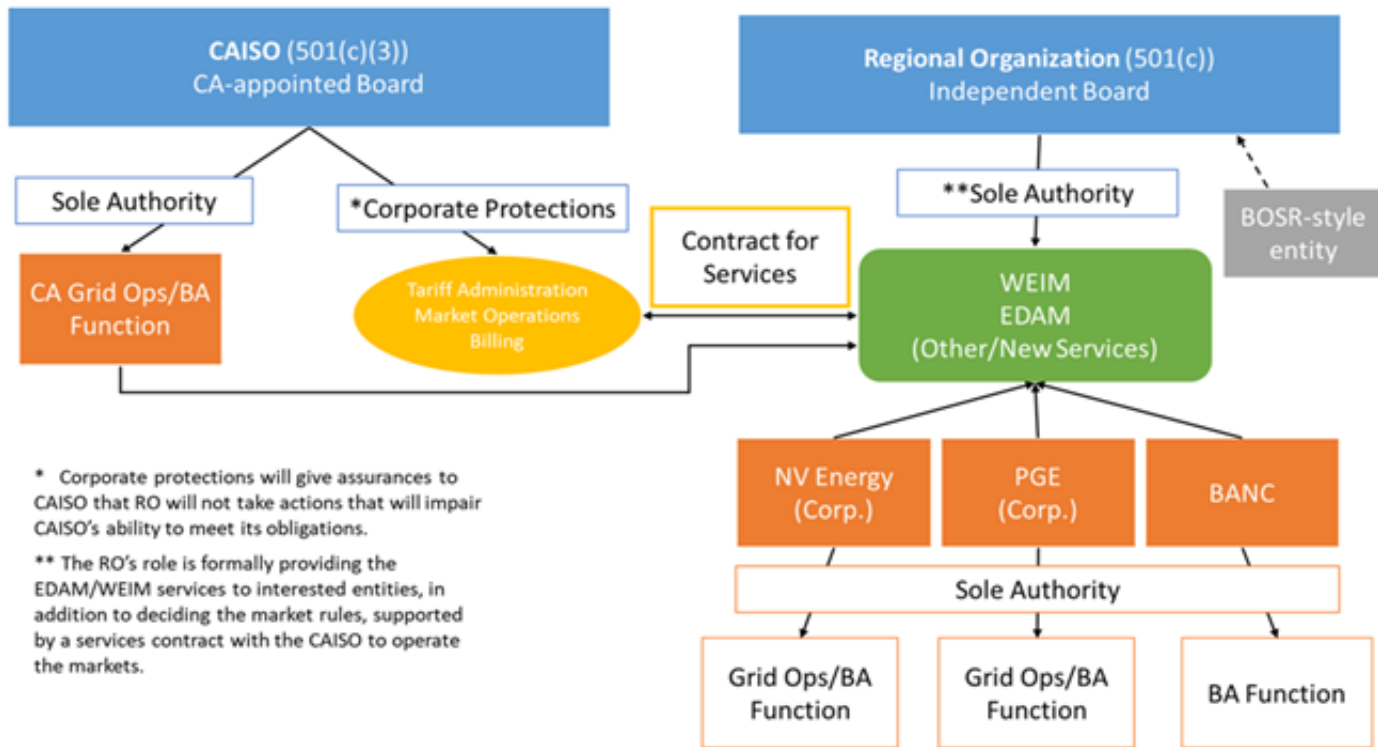 CAISO (501(c)(3))
CA-appointed Board
Regional Organization (501(c))
Independent Board
Sole Authority
*Corporate Protections
**Sole Authority
BOSR-style
entity
Contract for
Services
CA Grid Ops/BA
Function
Tariff Administration
Market Operations
Billing
WEIM
EDAM
(Other/New Services)
NV Energy
(Corp.)
PGE
(Corp.)
BANC
* Corporate protections will give assurances to
CAISO that RO will not take actions that will impair
CAISO's ability to meet its obligations.
** The RO's role is formally providing the
EDAM/WEIM services to interested entities, in
addition to deciding the market rules, supported
by a services contract with the CAISO to operate
the markets.
Sole Authority
Grid Ops/BA
Function
Grid Ops/BA
Function
BA Function